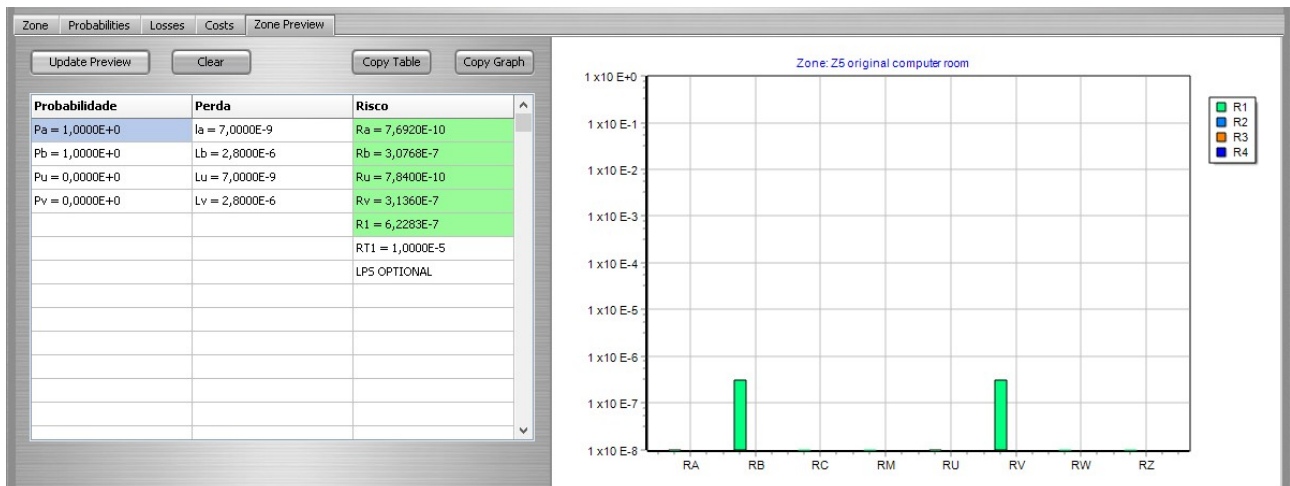 Zone Probabilities Losses Costs Zone Preview
Update Preview Clear Copy Table Copy Graph
Probabilidade Perda Risco
Pa = 1,0000E+0 la = 7,0000E-9 Ra = 7,6920E-10
Pb = 1,0000E+0 Lb = 2,8000E-6 Rb = 3,0768E-7
Pu = 0,0000E+0 Lu = 7,0000E-9 Ru = 7,8400E-10
Pv = 0,0000E+0 Lv = 2,8000E-6 Rv = 3,1360E-7
R1 = 6,2283E-7
RT1 = 1,0000E-5
LPS OPTIONAL
Zone: Z5 original computer room
1 x10 E+0
1 x10 E-1
1 x10 E-2
1 x10 E-3
1 x10 E-4
1 x10 E-5
1 x10 E-6
1 x10 E-7
1 x10 E-8
RA RB RC RM RU RV RW RZ
R1
R2
R3
R4